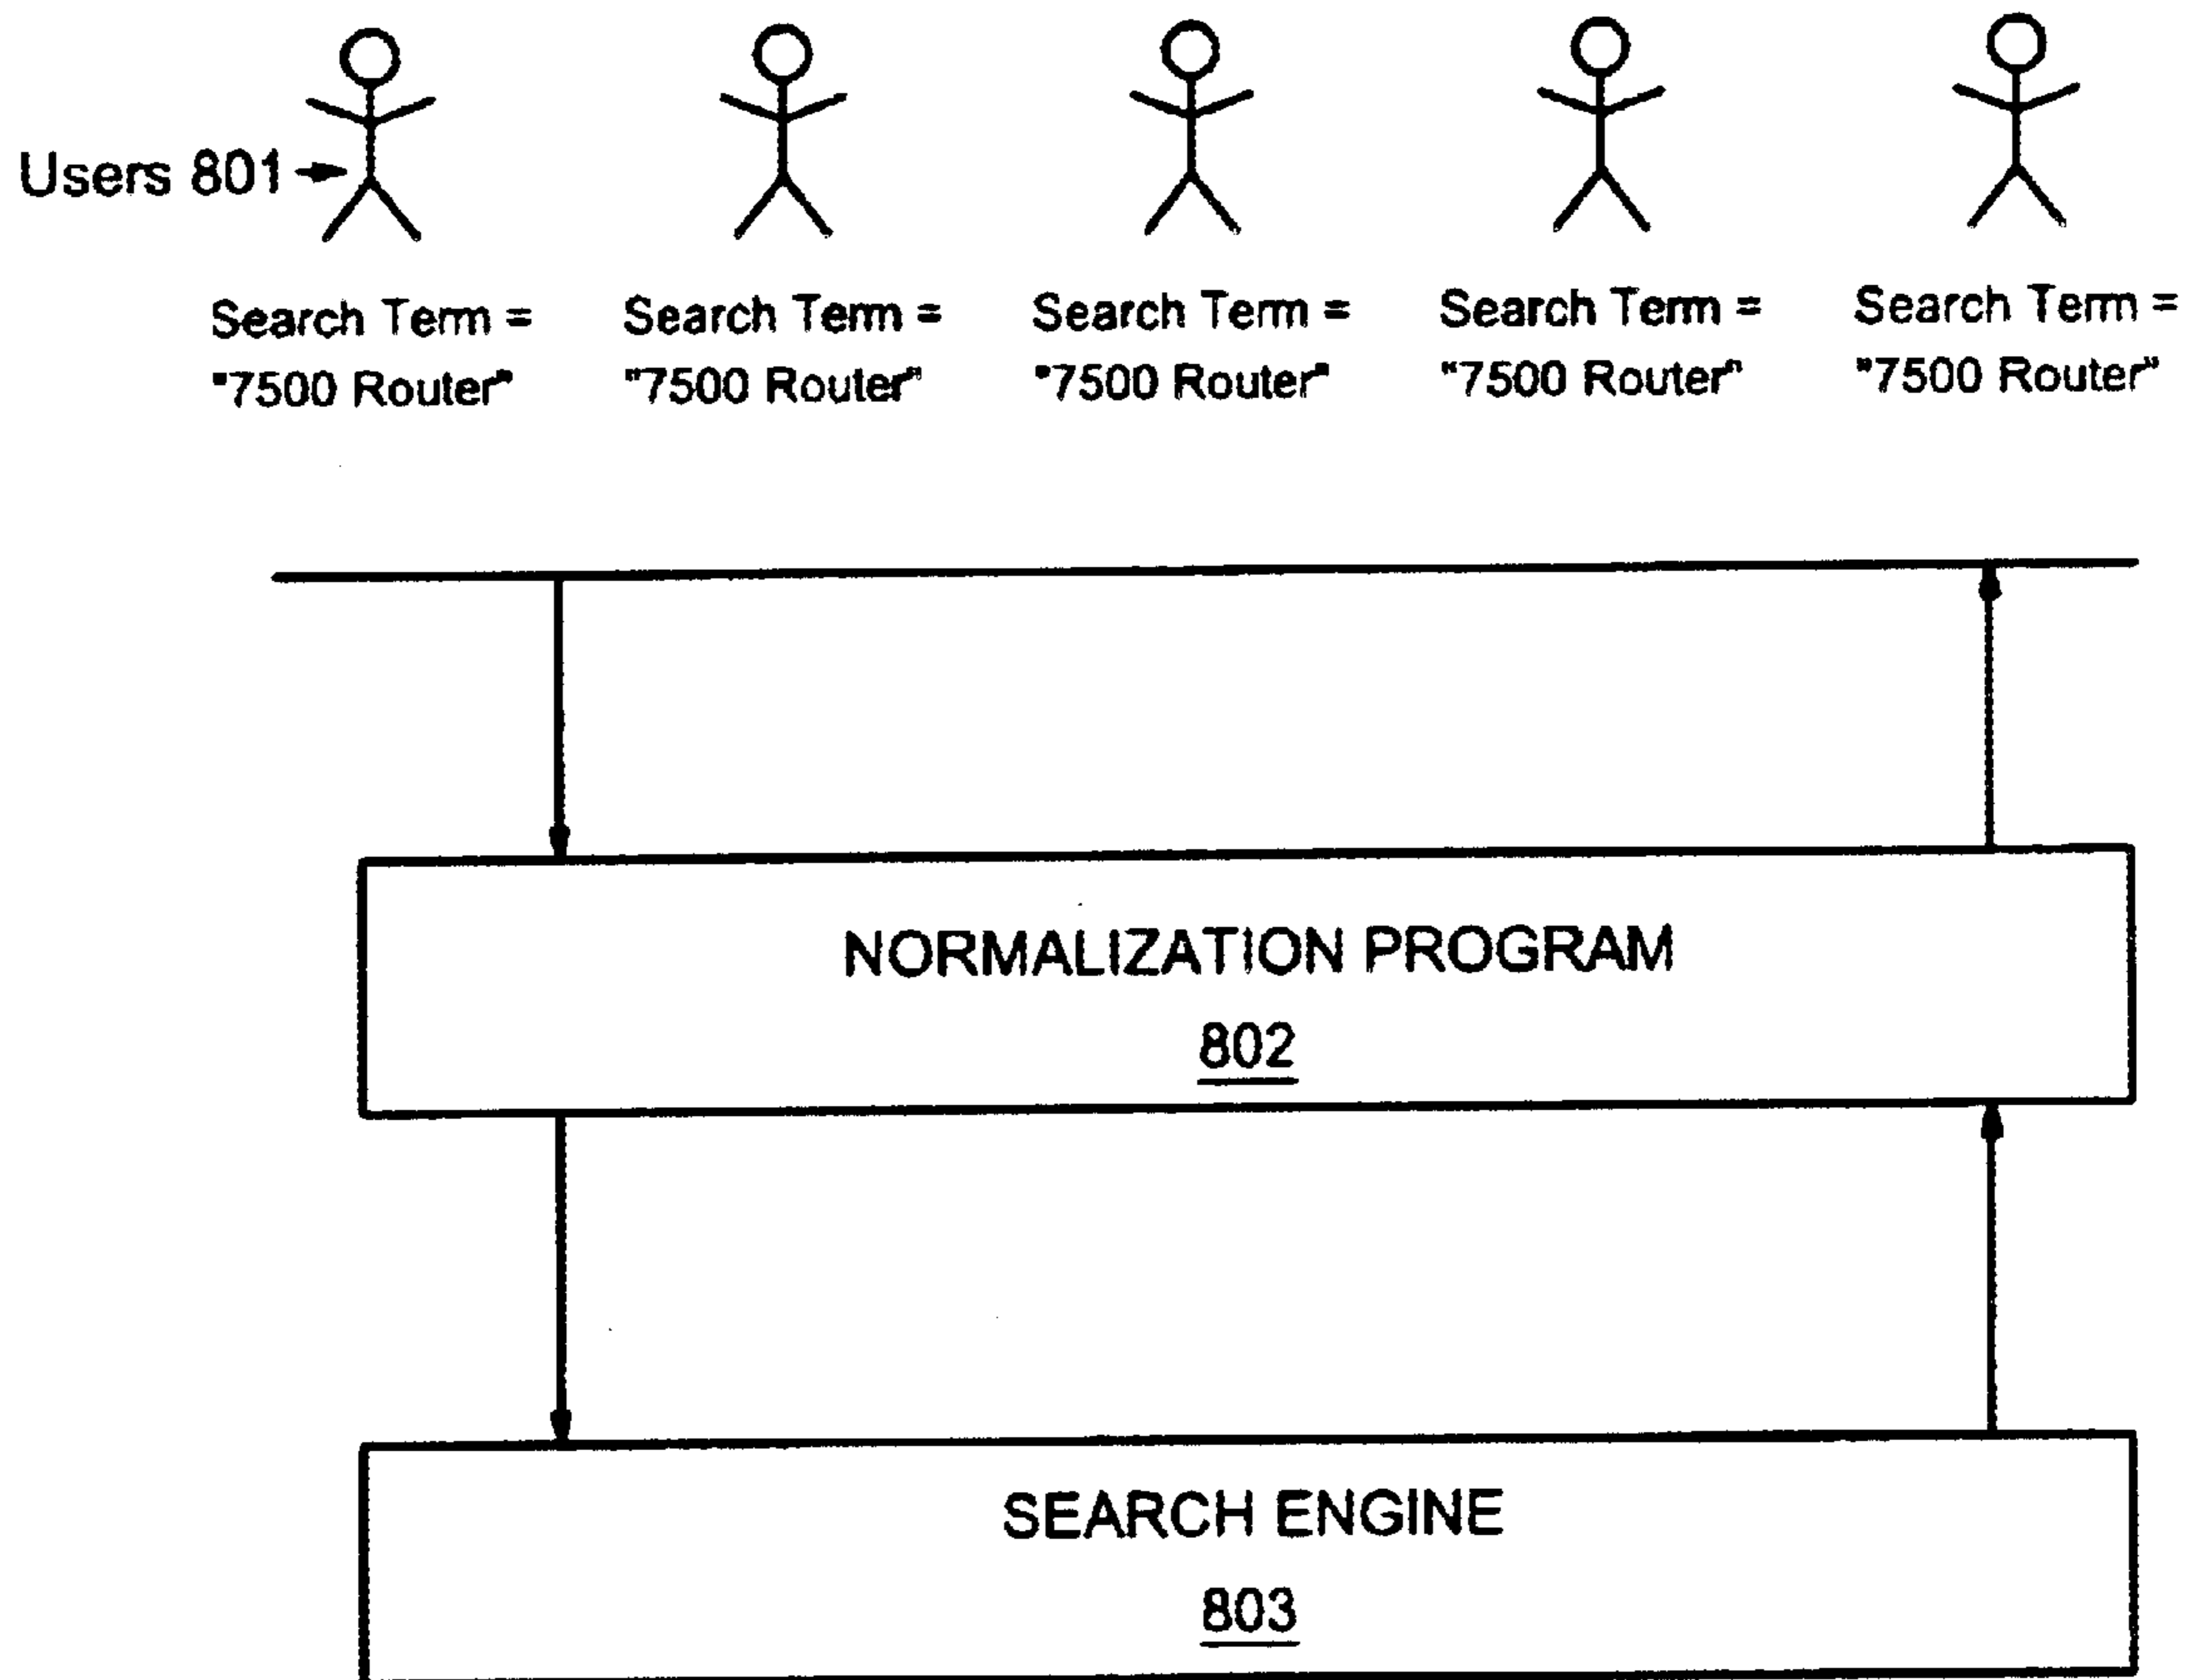 Users 801
Search Term = Search Term = Search Term = Search Term = Search Term =
"7500 Router" "7500 Router" "7500 Router" "7500 Router" "7500 Router"
NORMALIZATION PROGRAM
802
SEARCH ENGINE
803